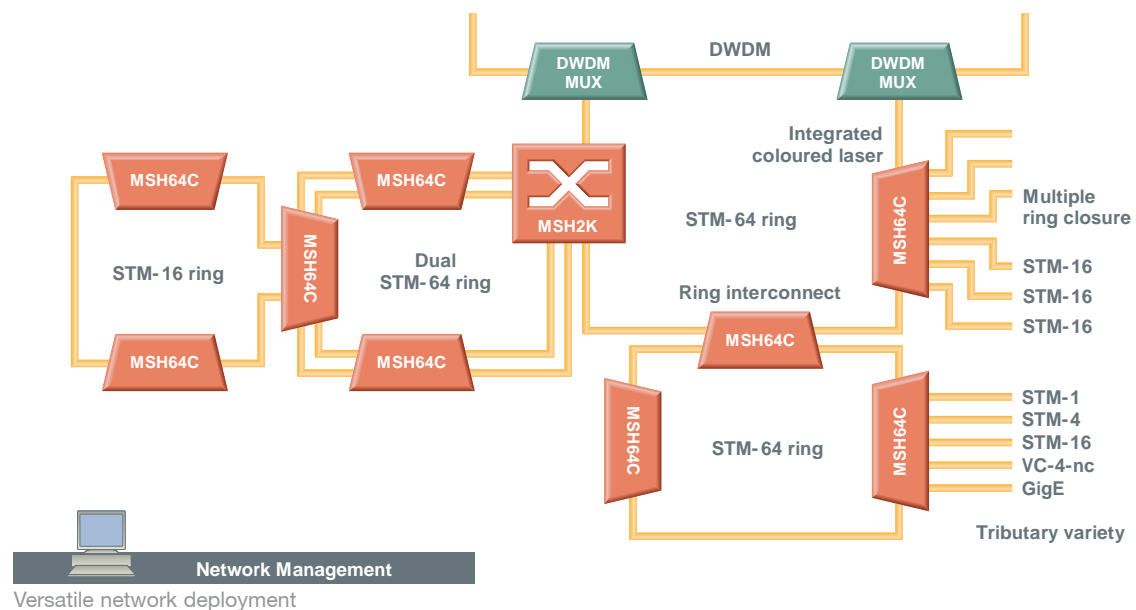 DWDM
DWDM
MUX
DWDM
MUX
Integrated
coloured laser
MSH64C
MSH64C
MSH2K
MSH64C
STM-64 ring
MSH64C
Multiple
ring closure
STM-16 ring
Dual
STM-64 ring
STM-16
STM-16
STM-16
Ring interconnect
MSH64C
MSH64C
MSH64C
MSH64C
MSH64C
STM-64 ring
STM-1
STM-4
STM-16
VC-4-nc
GigE
Tributary variety
Network Management
Versatile network deployment